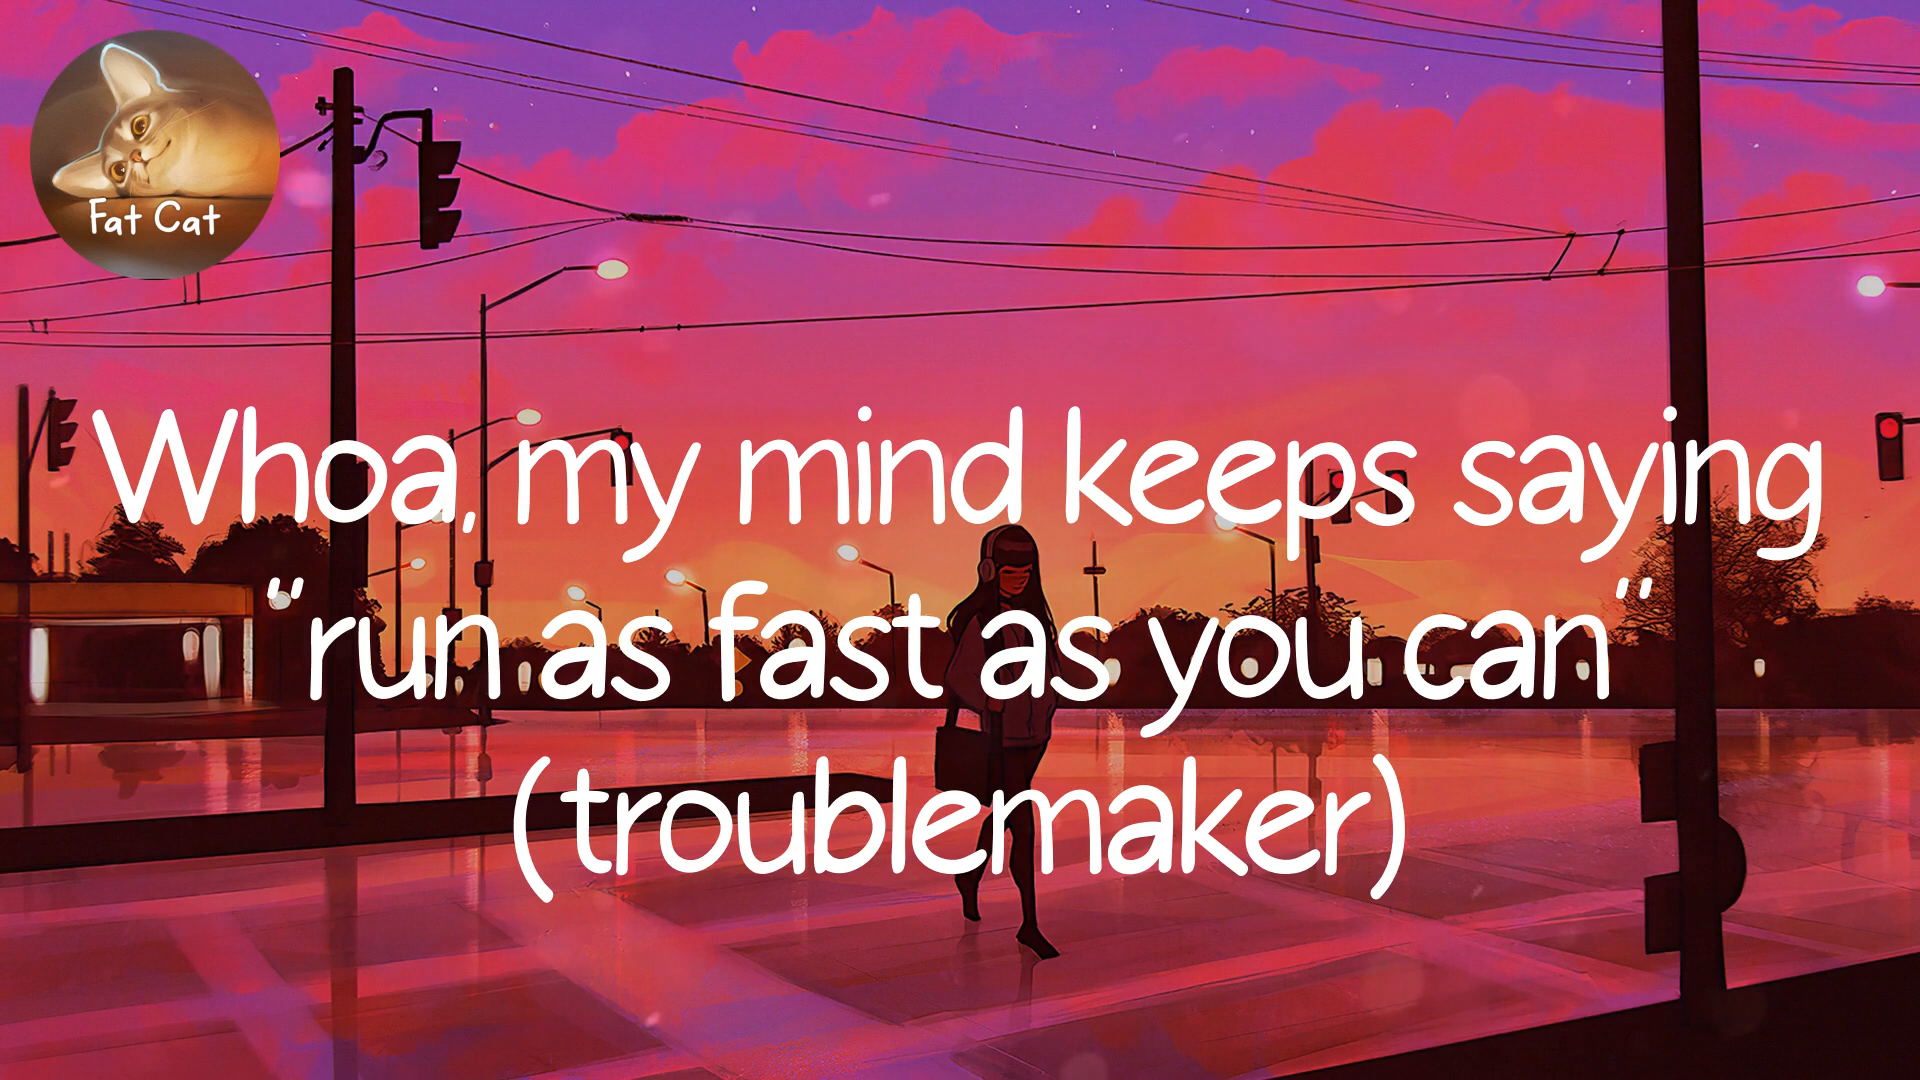 Fat Cat
Whoa, my mind keeps saying
“run as fast as you can”
(troublemaker)